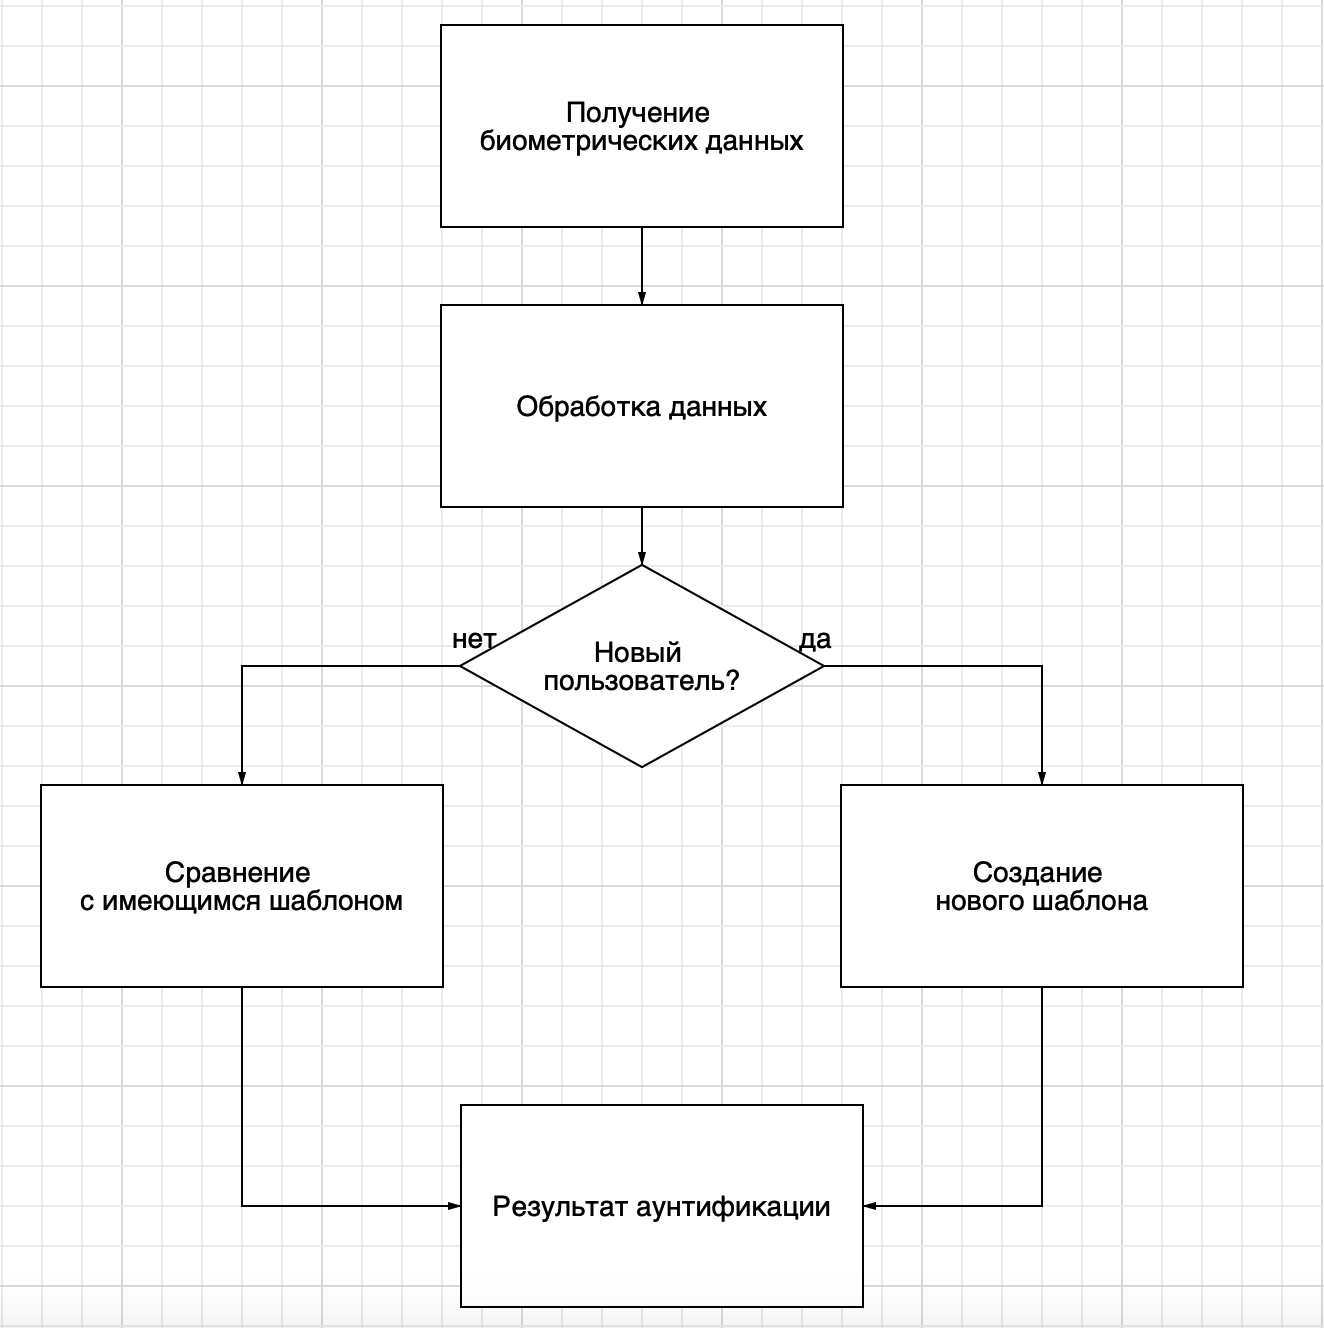 Получение
биометрических данных
Обработка данных
нет
да
Новый
пользователь?
Сравнение
с имеющимся шаблоном
Создание
нового шаблона
Результат аунтификации